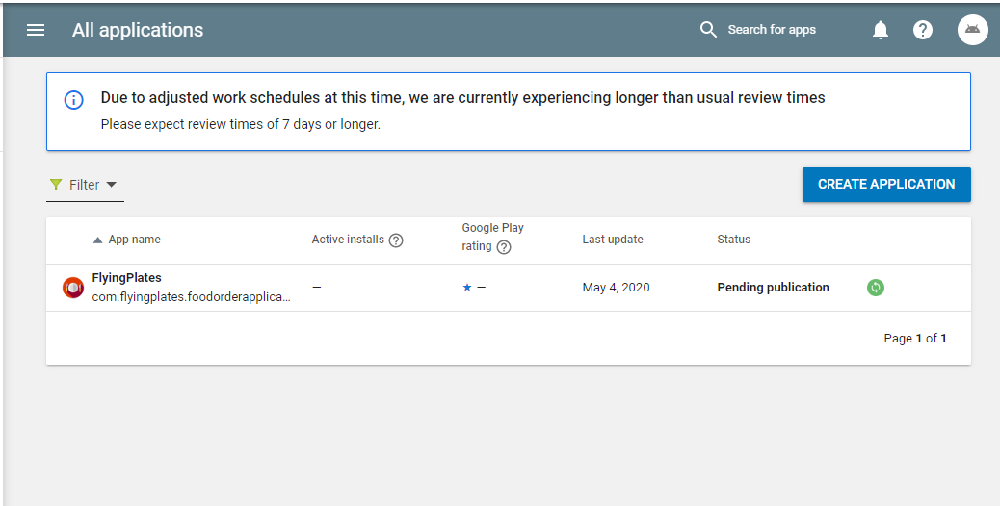 All applications
Search for apps
Due to adjusted work schedules at this time, we are currently experiencing longer than usual review times
Please expect review times of 7 days or longer.
Filter
CREATE APPLICATION
App name
Active installs
Google Play
rating
Last update
Status
FlyingPlates
com.flyingplates.foodorderapplica...
–
★ –
May 4, 2020
Pending publication
Page 1 of 1